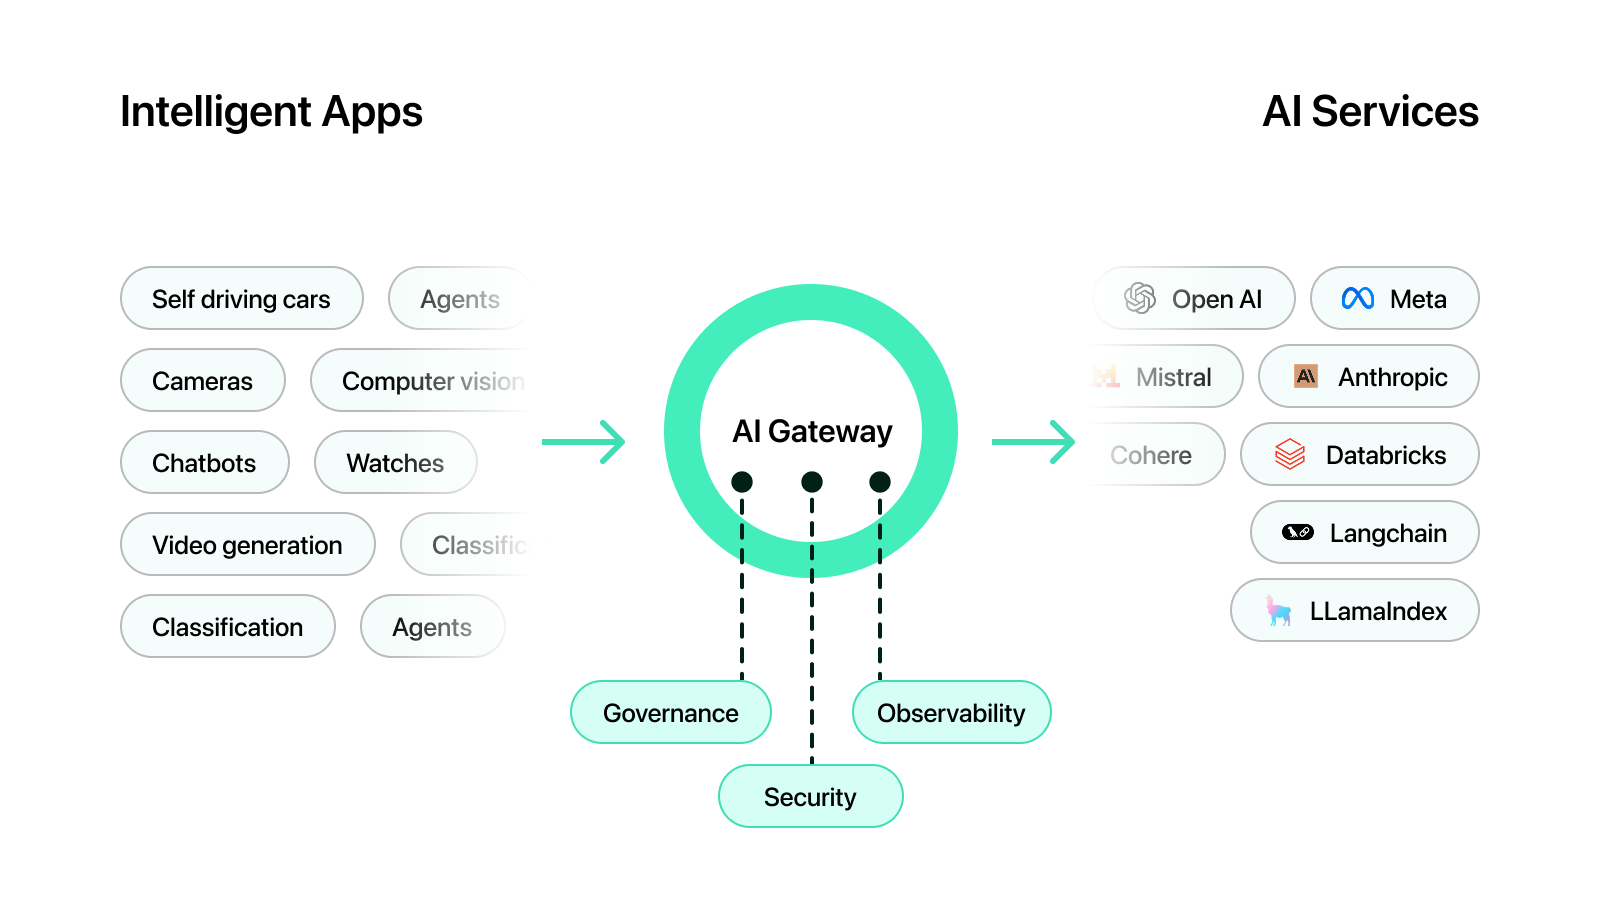 Intelligent Apps
AI Services
Self driving cars
Agents
Cameras
Computer vision
Chatbots
Watches
Video generation
Classific
Classification
Agents
AI Gateway
Governance
Observability
Security
Open AI
Meta
Mistral
Anthropic
Cohere
Databricks
Langchain
LLamaIndex